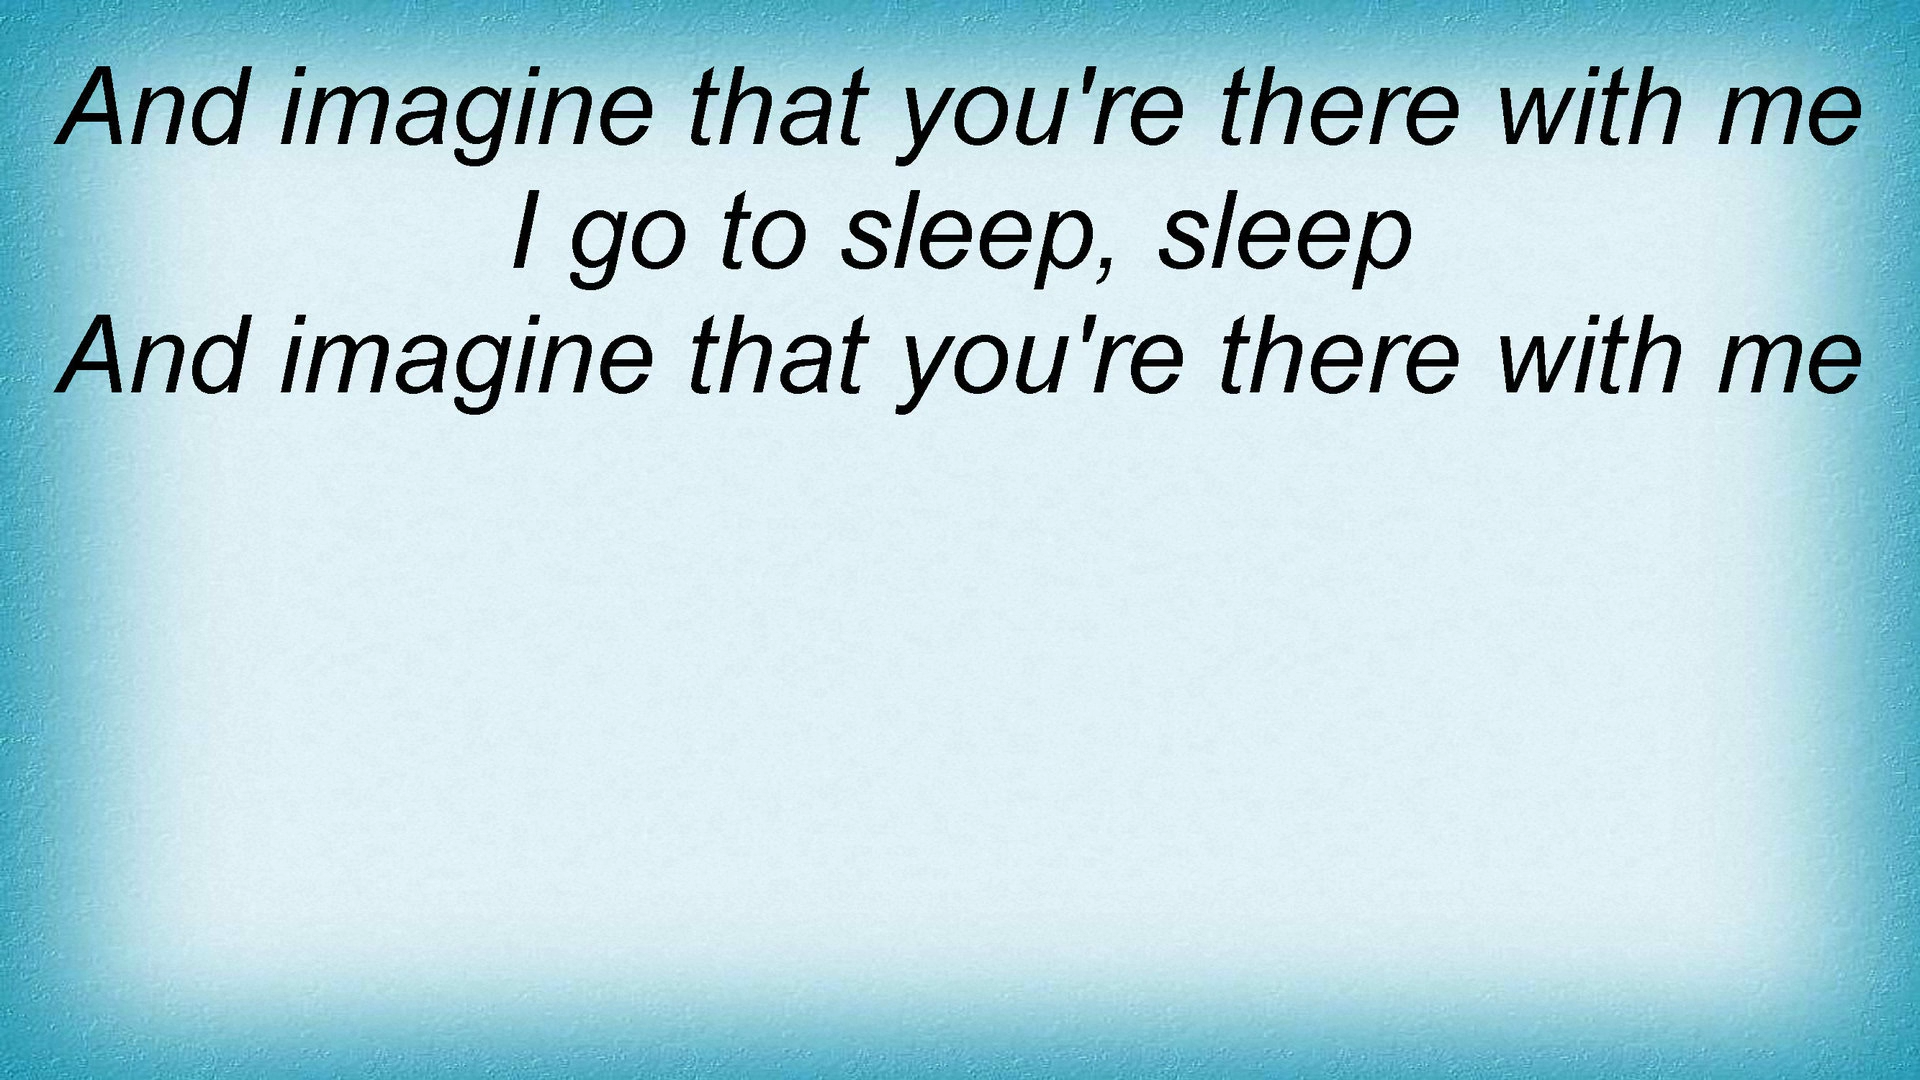 And imagine that you're there with me
I go to sleep, sleep
And imagine that you're there with me